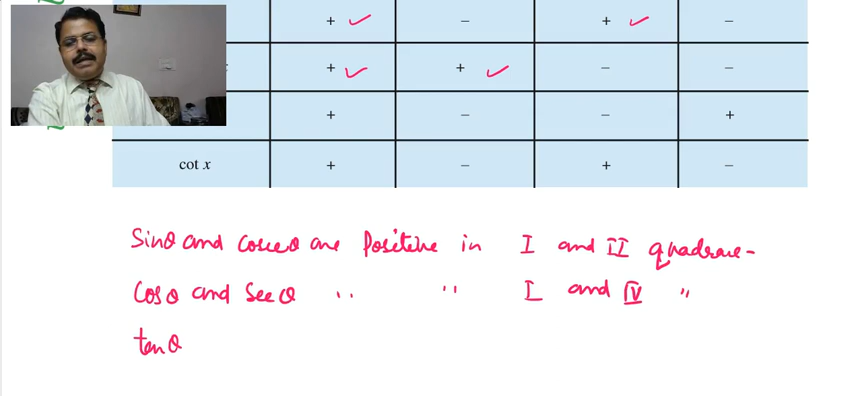 + – + –
+ + – –
+ – – +
cot x + – + –
Sinθ and Cosecθ are Positive in I and II quadrant
Cosθ and Secθ ,, ,, I and IV ,,
tanθ